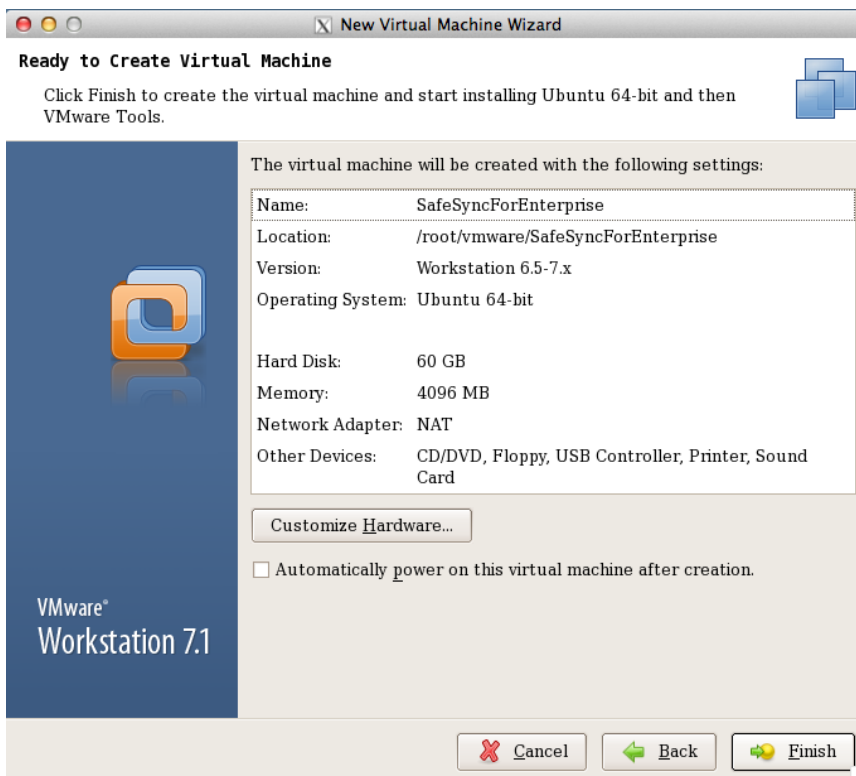 New Virtual Machine Wizard
Ready to Create Virtual Machine
Click Finish to create the virtual machine and start installing Ubuntu 64-bit and then
VMware Tools.
The virtual machine will be created with the following settings:
Name: SafeSyncForEnterprise
Location: /root/vmware/SafeSyncForEnterprise
Version: Workstation 6.5-7.x
Operating System: Ubuntu 64-bit
Hard Disk: 60 GB
Memory: 4096 MB
Network Adapter: NAT
Other Devices: CD/DVD, Floppy, USB Controller, Printer, Sound
Card
Customize Hardware...
Automatically power on this virtual machine after creation.
VMware®
Workstation 7.1
Cancel Back Finish